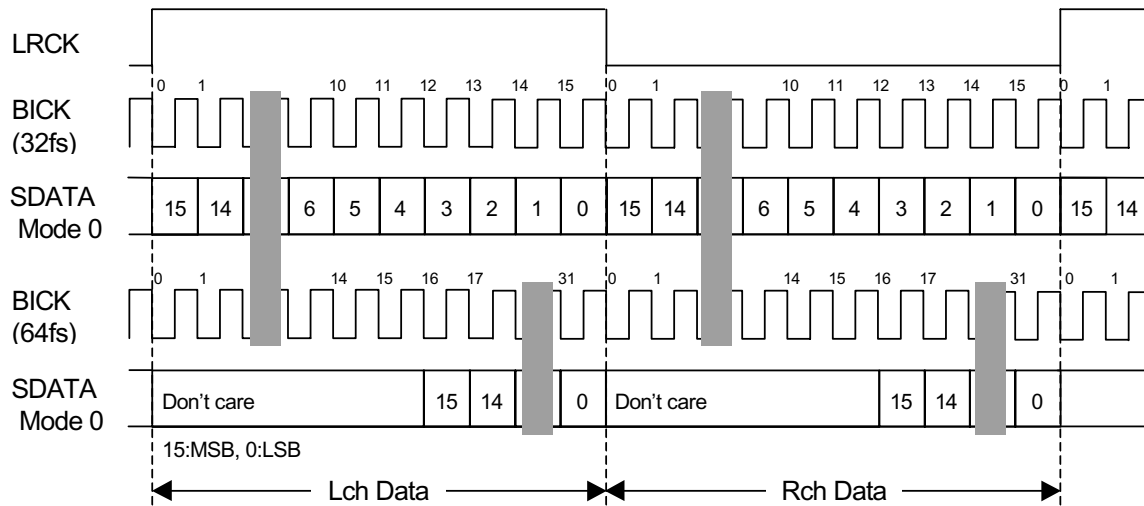 LRCK
0 1 10 11 12 13 14 15 0 1 10 11 12 13 14 15 0 1
BICK
(32fs)
SDATA 15 14 6 5 4 3 2 1 0 15 14 6 5 4 3 2 1 0 15 14
Mode 0
0 1 14 15 16 17 31 0 1 14 15 16 17 31 0 1
BICK
(64fs)
SDATA
Don't care 15 14 0 Don't care 15 14 0
Mode 0
15:MSB, 0:LSB
Lch Data Rch Data